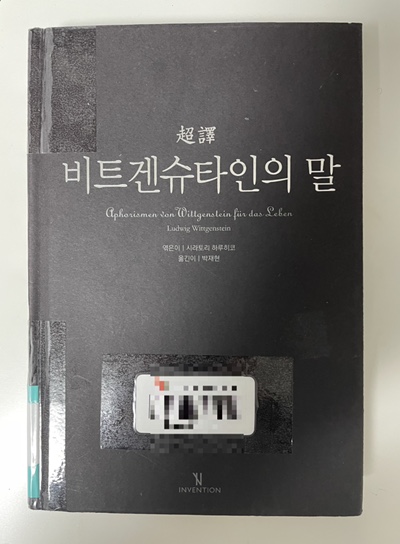 超譯
비트겐슈타인의 말
Aphorismen von Wittgenstein für das Leben
Ludwig Wittgenstein
엮은이 | 시라토리 하루히코
옮긴이 | 박재현
INVENTION